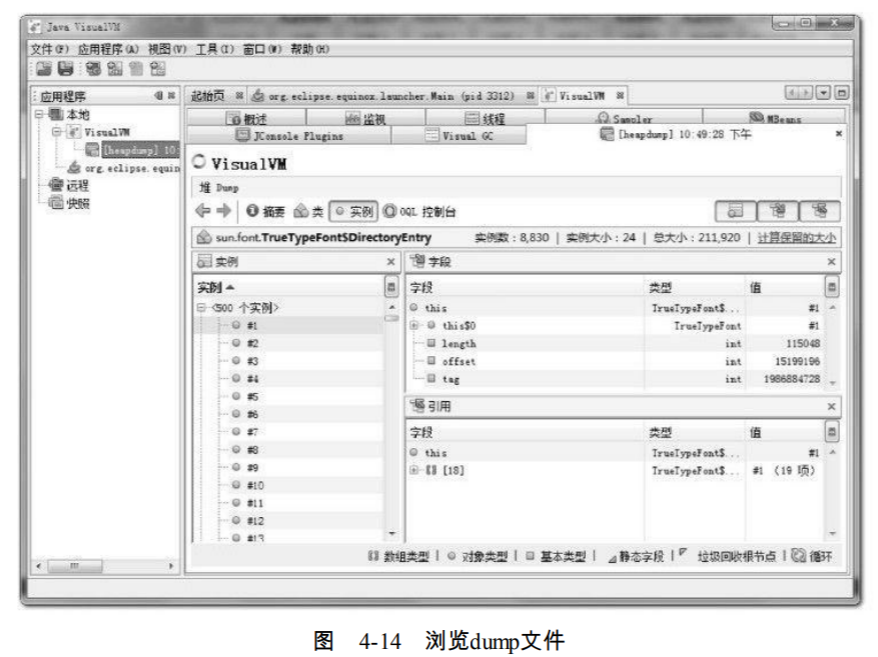 Java VisualVM
文件(F) 应用程序(A) 视图(V) 工具(T) 窗口(W) 帮助(H)
应用程序
本地
VisualVM
[heapdump] 10:
org.eclipse.equin
远程
快照
起始页 org.eclipse.equinox.launcher.Main (pid 3312) VisualVM
概述 监视 线程 Sampler MBeans
JConsole Plugins Visual GC [heapdump] 10:49:28 下午
VisualVM
堆 Dump
摘要 类 实例 OQL 控制台
sun.font.TrueTypeFont$DirectoryEntry 实例数：8,830 | 实例大小：24 | 总大小：211,920 | 计算保留的大小
实例
实例
<500 个实例>
#1
#2
#3
#4
#5
#6
#7
#8
#9
#10
#11
#12
#13
字段
字段 类型 值
this TrueTypeFont$... #1
this$0 TrueTypeFont #1
length int 115048
offset int 15199196
tag int 1986884728
引用
字段 类型 值
this TrueTypeFont$... #1
[18] TrueTypeFont$... #1 (19 项)
数组类型 | 对象类型 | 基本类型 | 静态字段 | 垃圾回收根节点 | 循环
图 4-14 浏览dump文件